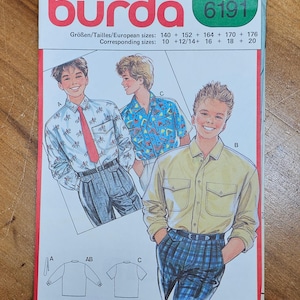 burda
6191
Größen/Tailles/European sizes: 140 + 152 + 164 + 170 + 176
Corresponding sizes: 10 +12/14+ 16 + 18 + 20
A
C
B
A AB C